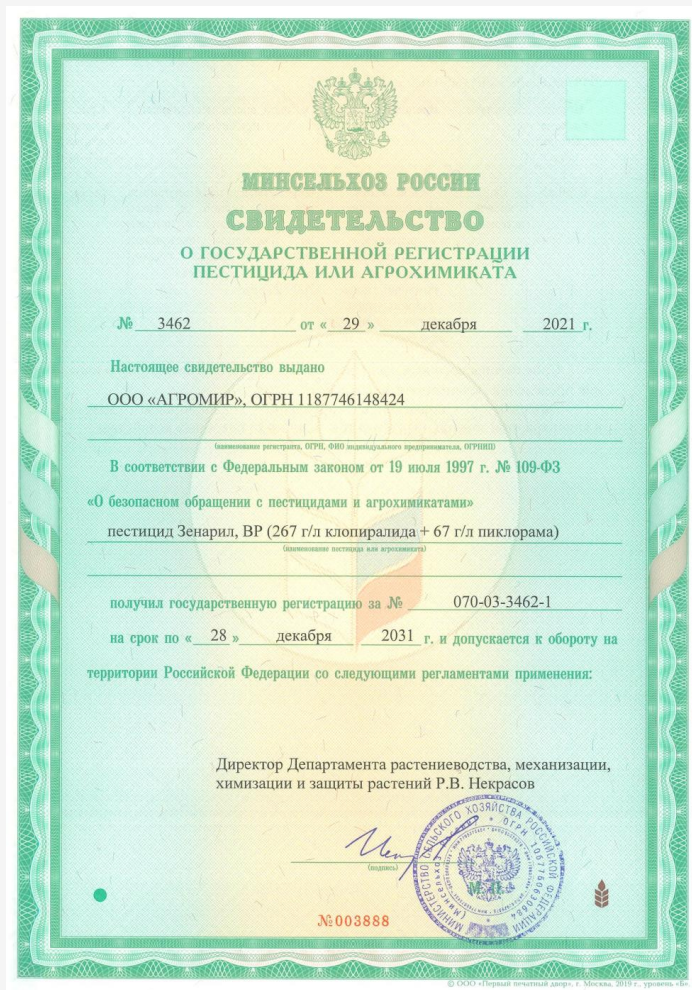 МИНСЕЛЬХОЗ РОССИИ
СВИДЕТЕЛЬСТВО
О ГОСУДАРСТВЕННОЙ РЕГИСТРАЦИИ
ПЕСТИЦИДА ИЛИ АГРОХИМИКАТА
№ 3462 от « 29 » декабря 2021 г.
Настоящее свидетельство выдано
ООО «АГРОМИР», ОГРН 1187746148424
(наименование регистранта, ОГРН, ФИО индивидуального предпринимателя, ОГРНИП)
В соответствии с Федеральным законом от 19 июля 1997 г. № 109-ФЗ
«О безопасном обращении с пестицидами и агрохимикатами»
пестицид Зенарил, ВР (267 г/л клопиралида + 67 г/л пиклорама)
(наименование пестицида или агрохимиката)
получил государственную регистрацию за № 070-03-3462-1
на срок по « 28 » декабря 2031 г. и допускается к обороту на
территории Российской Федерации со следующими регламентами применения:
Директор Департамента растениеводства, механизации,
химизации и защиты растений Р.В. Некрасов
(подпись)
М.П.
МИНИСТЕРСТВО СЕЛЬСКОГО ХОЗЯЙСТВА РОССИЙСКОЙ ФЕДЕРАЦИИ
№003888
© ООО «Первый печатный двор», г. Москва, 2019 г., уровень «Б».